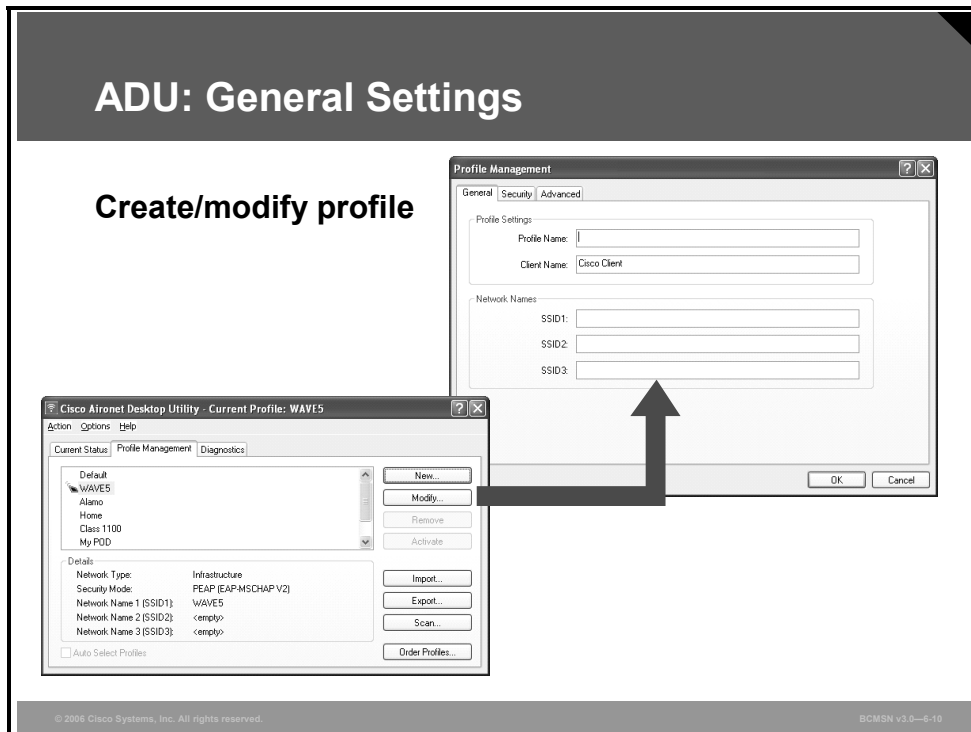 ADU: General Settings
Create/modify profile
Profile Management
General Security Advanced
Profile Settings
Profile Name:
Client Name: Cisco Client
Network Names
SSID1:
SSID2:
SSID3:
OK Cancel
Cisco Aironet Desktop Utility - Current Profile: WAVE5
Action Options Help
Current Status Profile Management Diagnostics
Default
WAVE5
Alamo
Home
Class 1100
My POD
New...
Modify...
Remove
Activate
Details
Network Type: Infrastructure
Security Mode: PEAP (EAP-MSCHAP V2)
Network Name 1 (SSID1): WAVE5
Network Name 2 (SSID2): <empty>
Network Name 3 (SSID3): <empty>
Import...
Export...
Scan...
Auto Select Profiles
Order Profiles...
© 2006 Cisco Systems, Inc. All rights reserved.
BCMSN v3.0—6-10